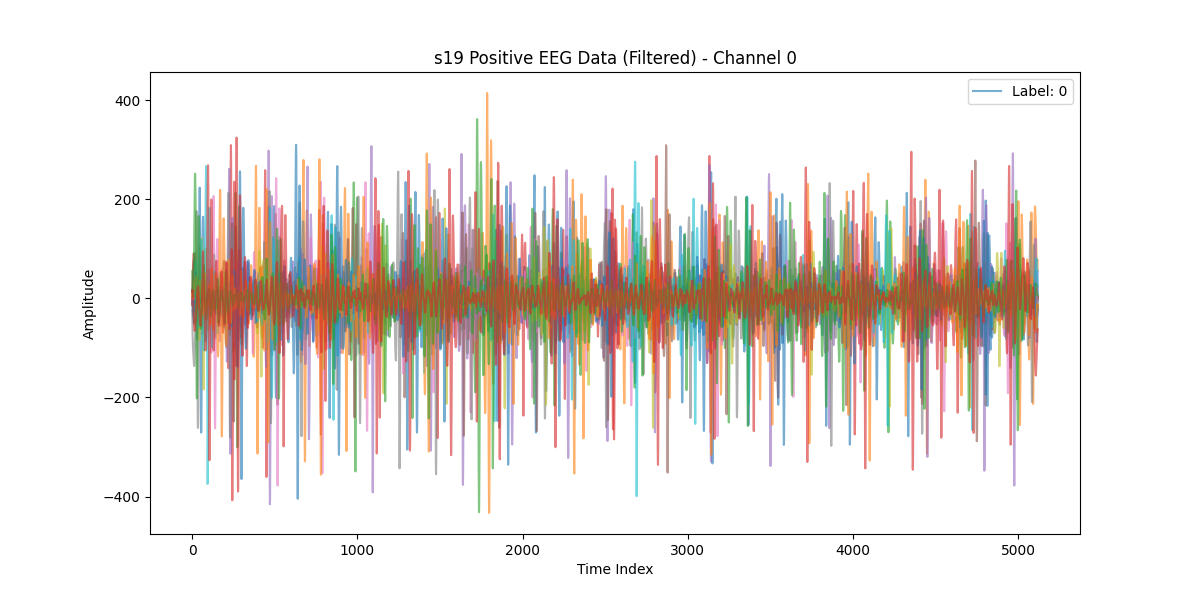 s19 Positive EEG Data (Filtered) - Channel 0
Label: 0
Amplitude
400
200
0
−200
−400
0 1000 2000 3000 4000 5000
Time Index